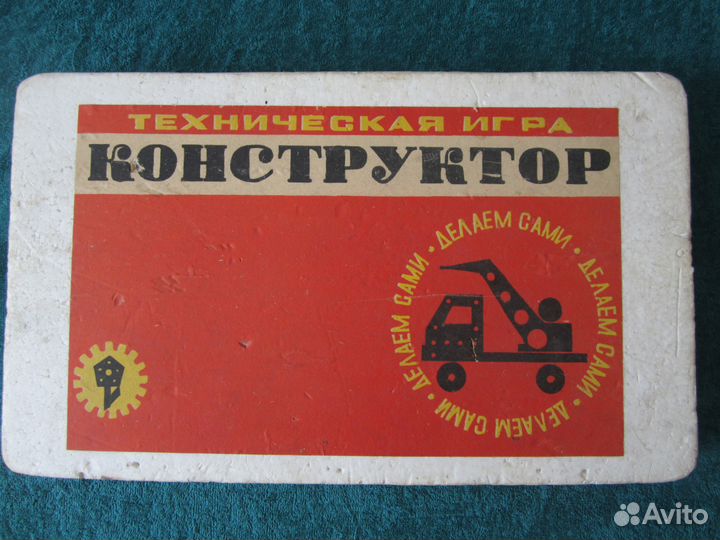 ТЕХНИЧЕСКАЯ ИГРА
КОНСТРУКТОР
ДЕЛАЕМ САМИ · ДЕЛАЕМ САМИ · ДЕЛАЕМ САМИ · ДЕЛАЕМ САМИ ·
Avito